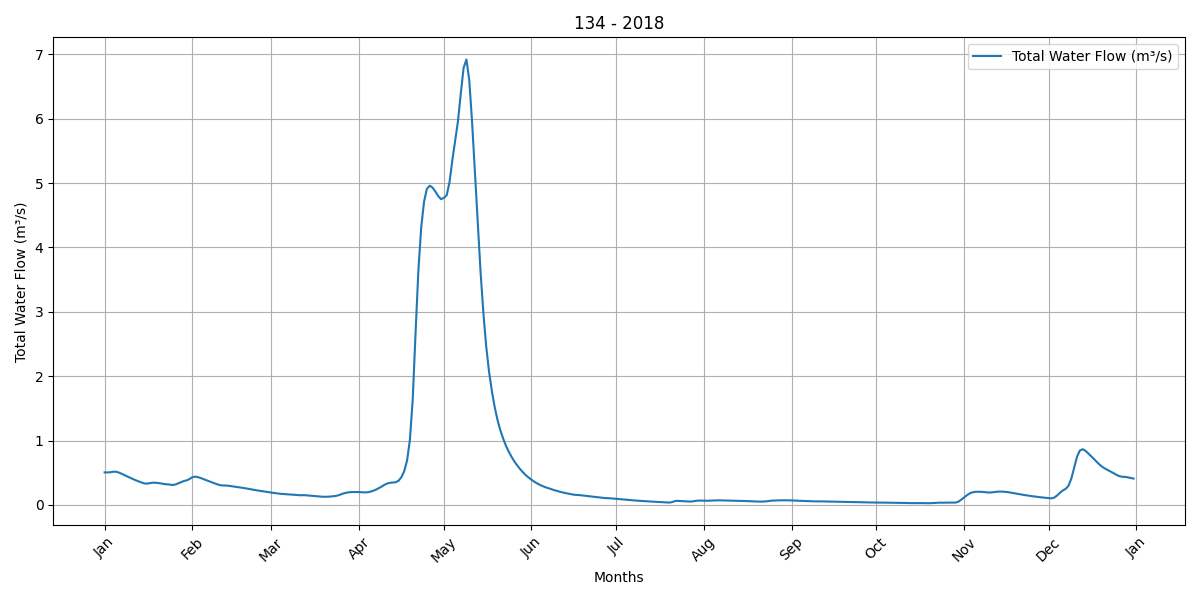 134 - 2018
Total Water Flow (m³/s)
7
6
5
4
3
2
1
0
Total Water Flow (m³/s)
Jan
Feb
Mar
Apr
May
Jun
Jul
Aug
Sep
Oct
Nov
Dec
Jan
Months